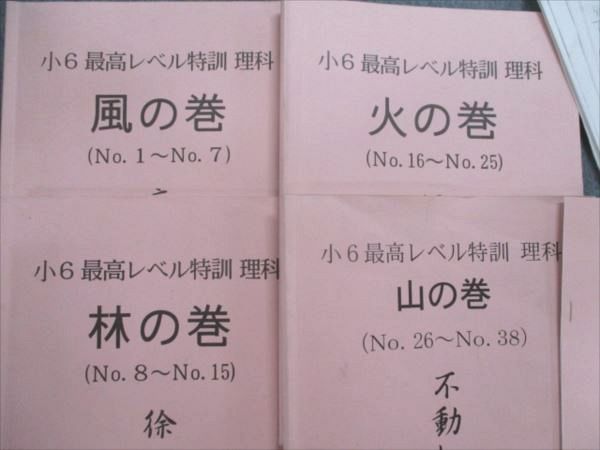 小６最高レベル特訓 理科
風の巻
(No.１～No.７)
小６最高レベル特訓 理科
火の巻
(No.16～No.25)
小６最高レベル特訓 理科
林の巻
(No.８～No.15)
徐
小６最高レベル特訓 理科
山の巻
(No.26～No.38)
不
動